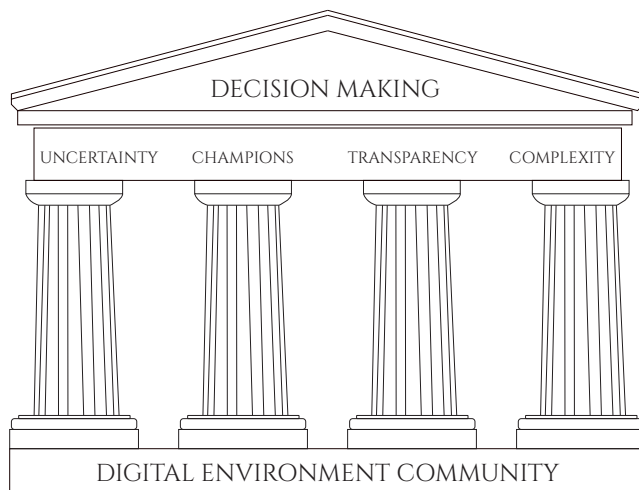 DECISION MAKING
UNCERTAINTY CHAMPIONS TRANSPARENCY COMPLEXITY
DIGITAL ENVIRONMENT COMMUNITY